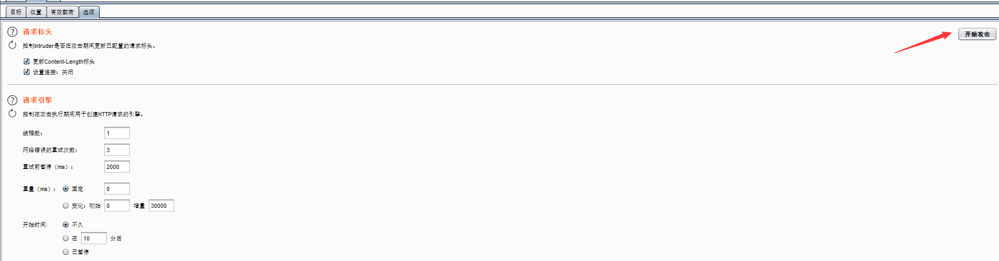 目标 位置 有效载荷 选项
? 请求标头
开始攻击
控制Intruder是否在攻击期间更新已配置的请求标头。
更新Content-Length标头
设置连接：关闭
? 请求引擎
控制在攻击执行期间用于创建HTTP请求的引擎。
线程数： 1
网络错误的重试次数： 3
重试前暂停（ms）： 2000
重量（ms）： 固定 0
变化：初始 0 增量 30000
开始时间: 不久
在 10 分后
已暂停